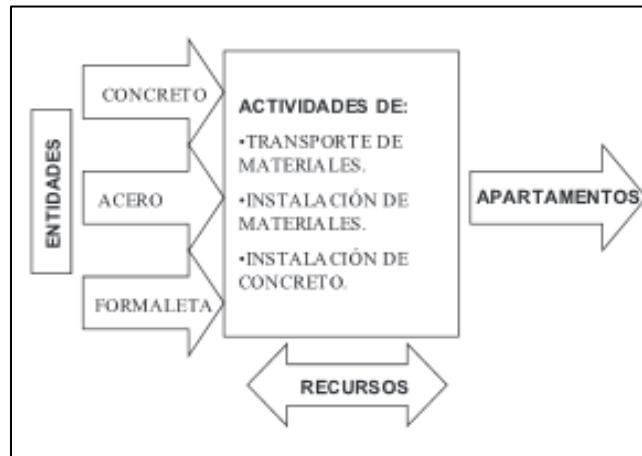 ENTIDADES
CONCRETO
ACERO
FORMALETA
ACTIVIDADES DE:
•TRANSPORTE DE
MATERIALES.
•INSTALACIÓN DE
MATERIALES.
•INSTALACIÓN DE
CONCRETO.
APARTAMENTOS
RECURSOS